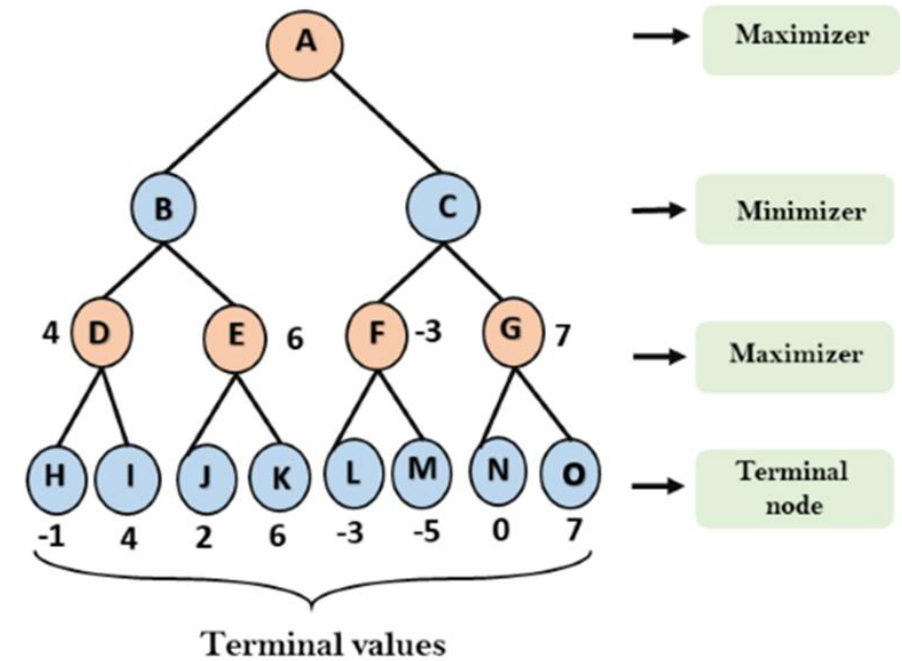 A
Maximizer
B
C
Minimizer
4 D
E 6
F -3
G 7
Maximizer
H I J K L M N O
Terminal
node
-1 4 2 6 -3 -5 0 7
Terminal values